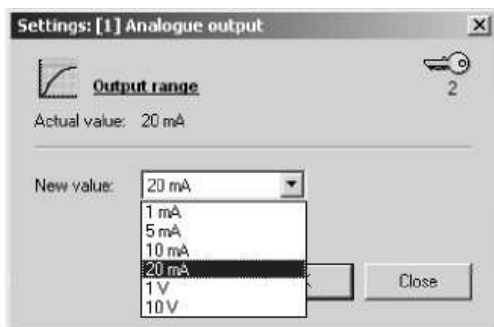 Settings: [1] Analogue output
Output range
2
Actual value: 20 mA
New value: 20 mA
1 mA
5 mA
10 mA
20 mA
1 V
10 V
Close